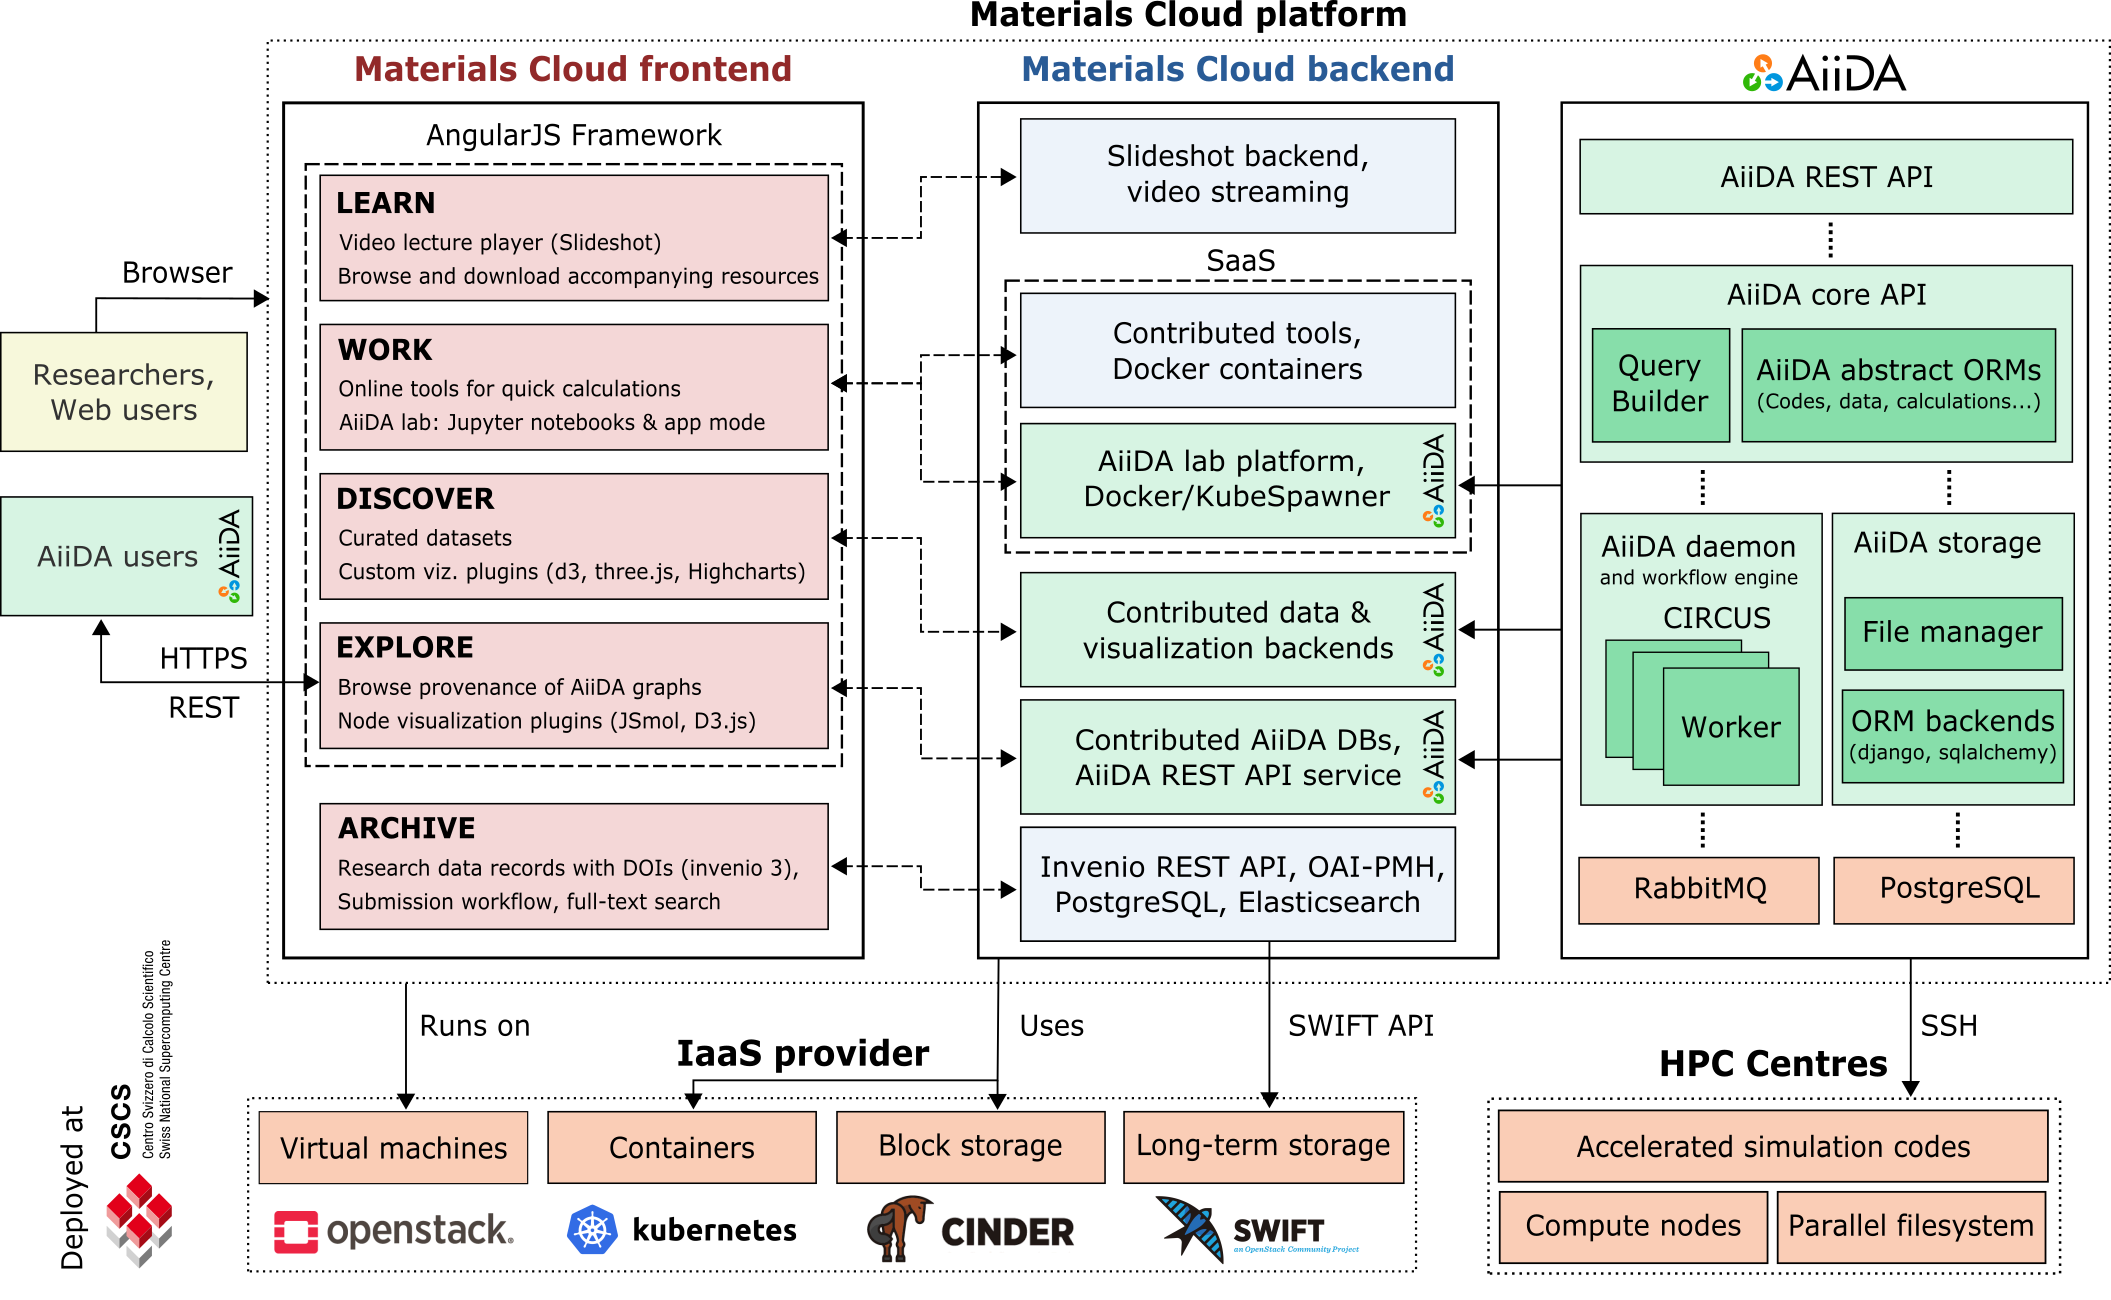 Materials Cloud platform
Materials Cloud frontend
AngularJS Framework
LEARN
Video lecture player (Slideshot)
Browse and download accompanying resources
WORK
Online tools for quick calculations
AiiDA lab: Jupyter notebooks & app mode
DISCOVER
Curated datasets
Custom viz. plugins (d3, three.js, Highcharts)
EXPLORE
Browse provenance of AiiDA graphs
Node visualization plugins (JSmol, D3.js)
ARCHIVE
Research data records with DOIs (invenio 3),
Submission workflow, full-text search
Browser
Researchers,
Web users
AiiDA users
AiiDA
HTTPS
REST
Materials Cloud backend
Slideshot backend,
video streaming
SaaS
Contributed tools,
Docker containers
AiiDA lab platform,
Docker/KubeSpawner
AiiDA
Contributed data &
visualization backends
AiiDA
Contributed AiiDA DBs,
AiiDA REST API service
AiiDA
Invenio REST API, OAI-PMH,
PostgreSQL, Elasticsearch
AiiDA
AiiDA REST API
AiiDA core API
Query
Builder
AiiDA abstract ORMs
(Codes, data, calculations...)
AiiDA daemon
and workflow engine
CIRCUS
Worker
AiiDA storage
File manager
ORM backends
(django, sqlalchemy)
RabbitMQ
PostgreSQL
Runs on
Uses
SWIFT API
SSH
IaaS provider
Virtual machines
Containers
Block storage
Long-term storage
openstack.
kubernetes
CINDER
SWIFT
an OpenStack Community Project
HPC Centres
Accelerated simulation codes
Compute nodes
Parallel filesystem
Deployed at
CSCS
Centro Svizzero di Calcolo Scientifico
Swiss National Supercomputing Centre